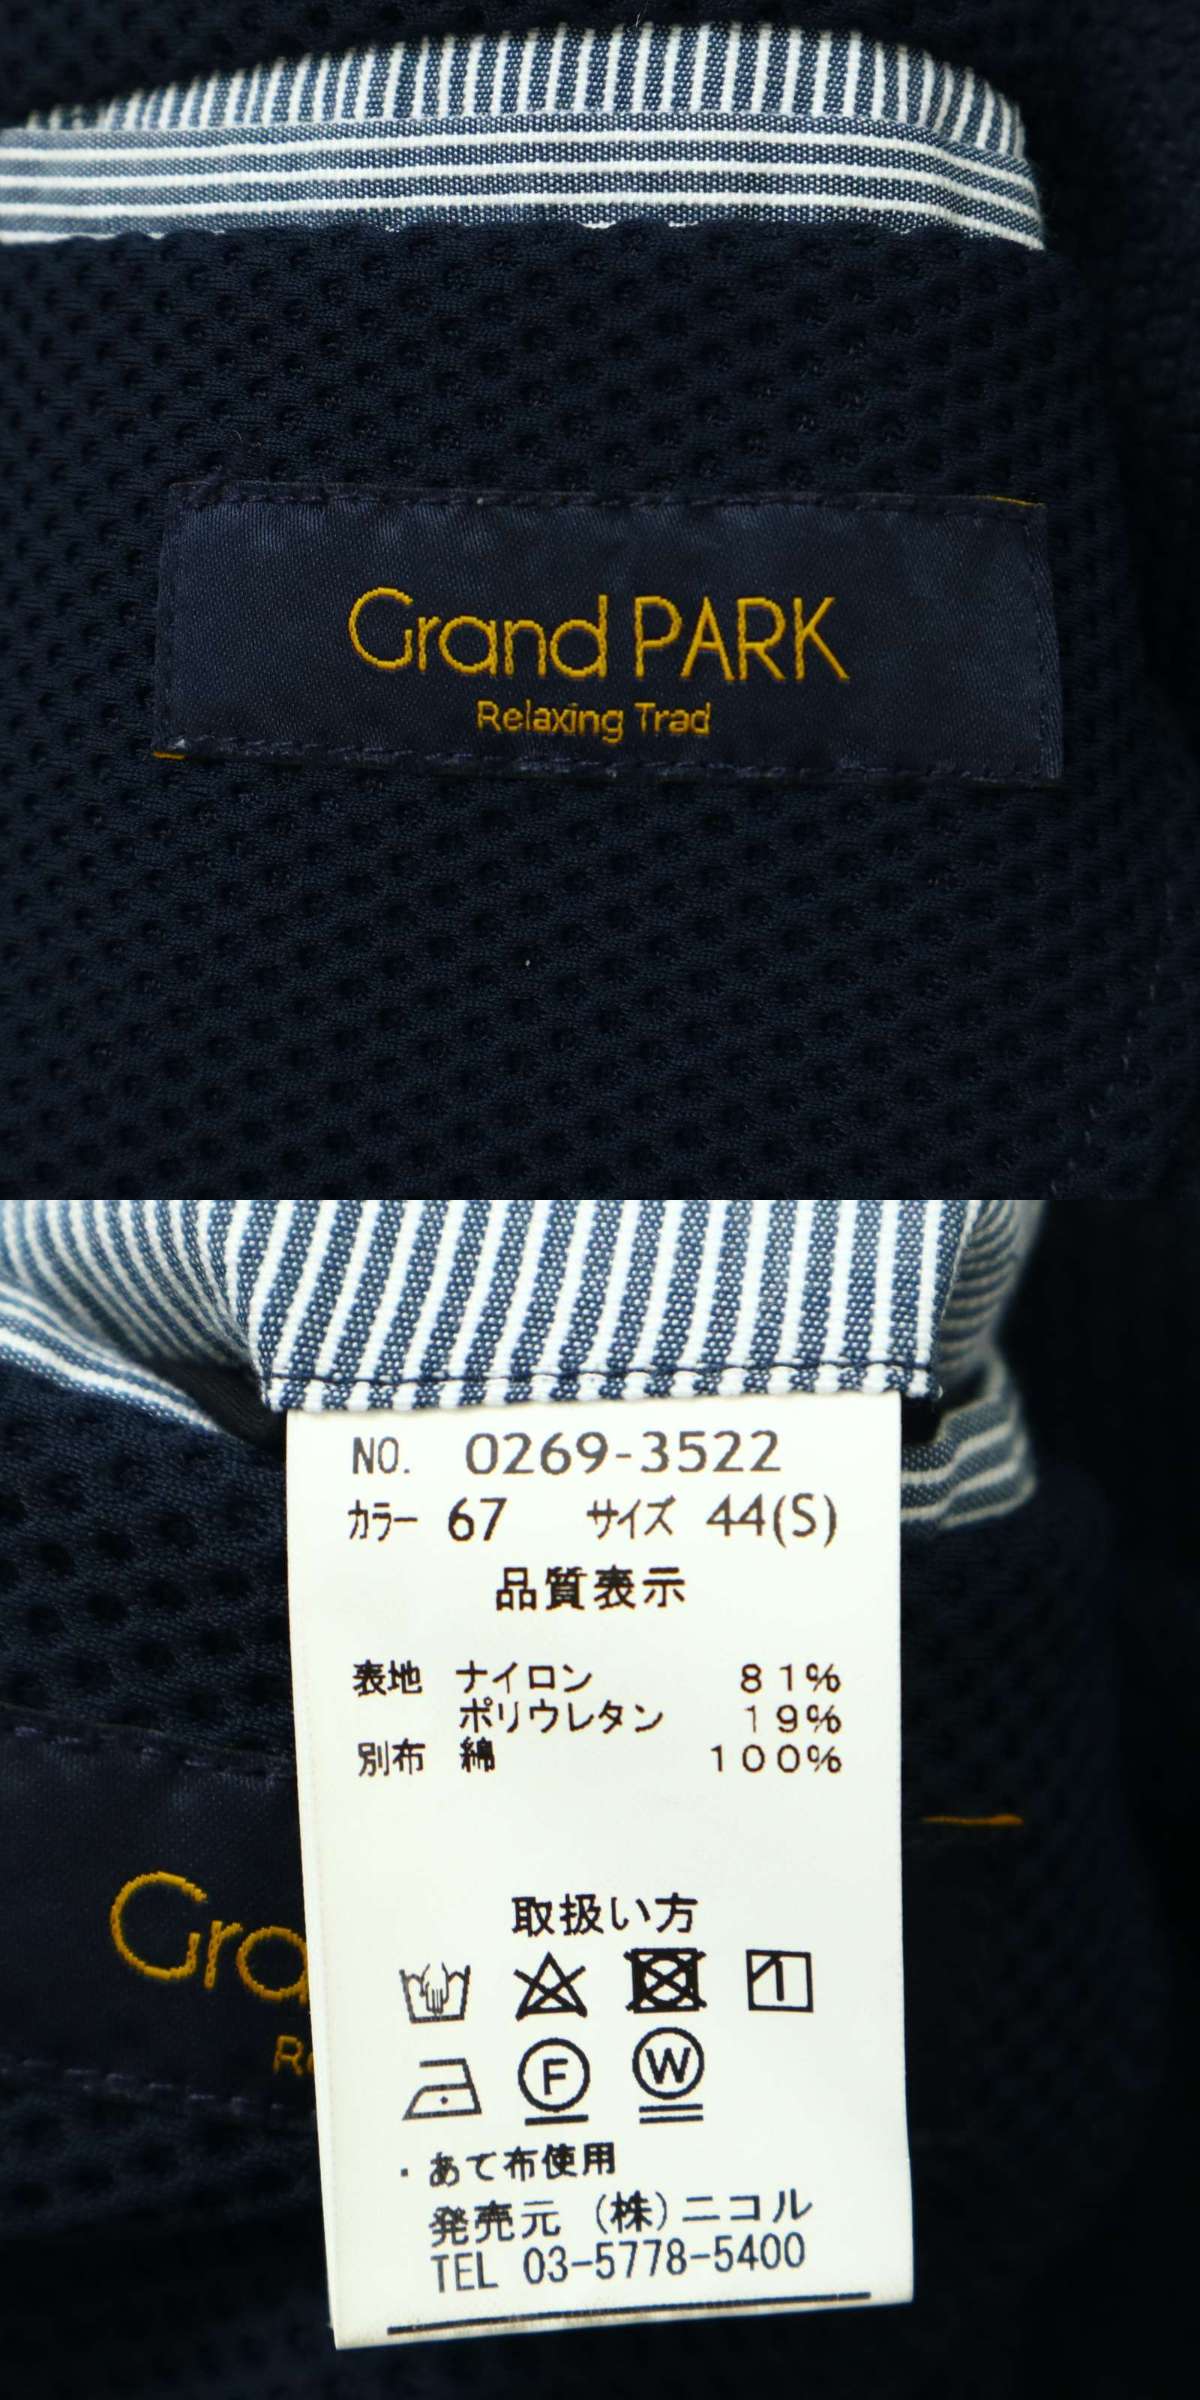 Grand PARK
Relaxing Trad
NO. 0269-3522
カラー 67 サイズ 44(S)
品質表示
表地 ナイロン 81%
ポリウレタン 19%
別布 綿 100%
Gra
Re
取扱い方
F W
・あて布使用
発売元 (株)ニコル
TEL 03-5778-5400